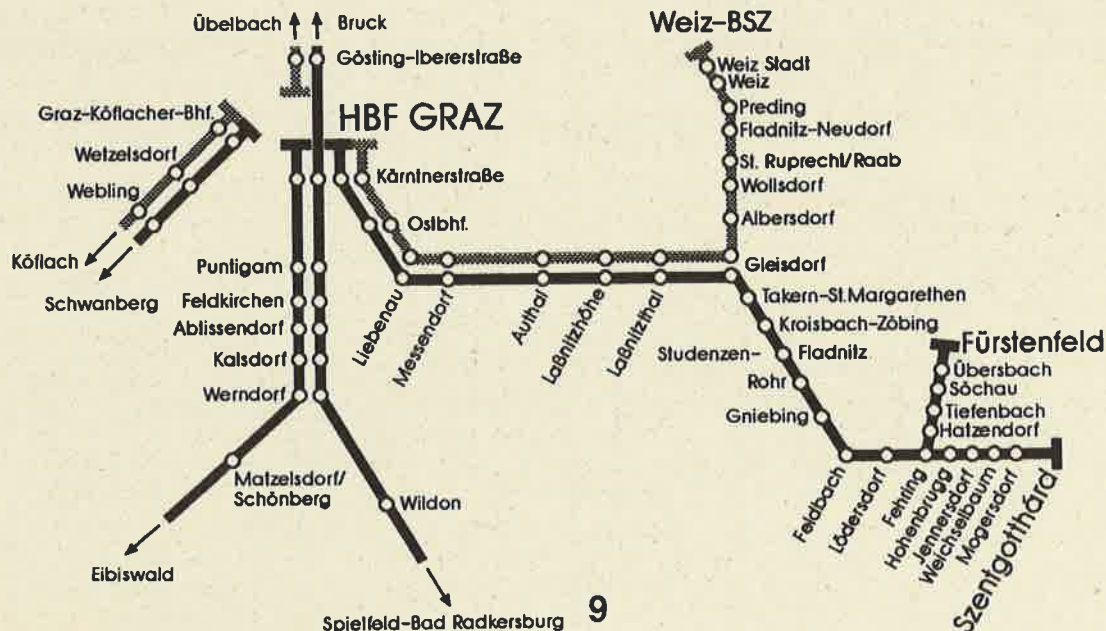 Übelbach
Bruck
Gösting-Ibererstraße
Weiz-BSZ
Weiz Stadt
Weiz
Preding
Fladnitz-Neudorf
St. Ruprecht/Raab
Wollsdorf
Albersdorf
Graz-Köflacher-Bhf.
Wetzelsdorf
Webling
Köflach
Schwanberg
HBF GRAZ
Kärntnerstraße
Ostbhf.
Puntigam
Feldkirchen
Abtissendorf
Kalsdorf
Werndorf
Liebenau
Messendorf
Authal
Laßnitzhöhe
Laßnitzthal
Gleisdorf
Takern-St.Margarethen
Kroisbach-Zöbing
Studenzen-
Fladnitz
Rohr
Gniebing
Fürstenfeld
Übersbach
Söchau
Tiefenbach
Hatzendorf
Feldbach
Lödersdorf
Fehring
Hohenbrugg
Jennersdorf
Weichselbaum
Mogersdorf
Szentgotthárd
Matzelsdorf/
Schönberg
Wildon
Eibiswald
Spielfeld-Bad Radkersburg
9